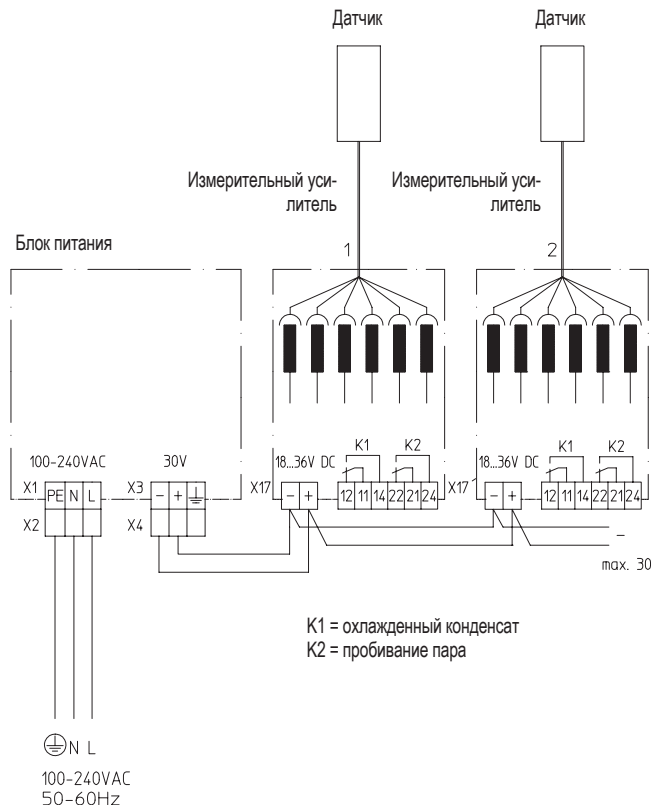 Датчик
Датчик
Измерительный уси-
литель
Измерительный уси-
литель
Блок питания
1
2
100-240VAC
30V
18...36V DC
K1
K2
18...36V DC
K1
K2
X1
PE N L
X3
- +
X17
- +
12 11 14 22 21 24
X17
- +
12 11 14 22 21 24
X2
X4
-
max. 30
K1 = охлажденный конденсат
K2 = пробивание пара
N L
100-240VAC
50-60Hz